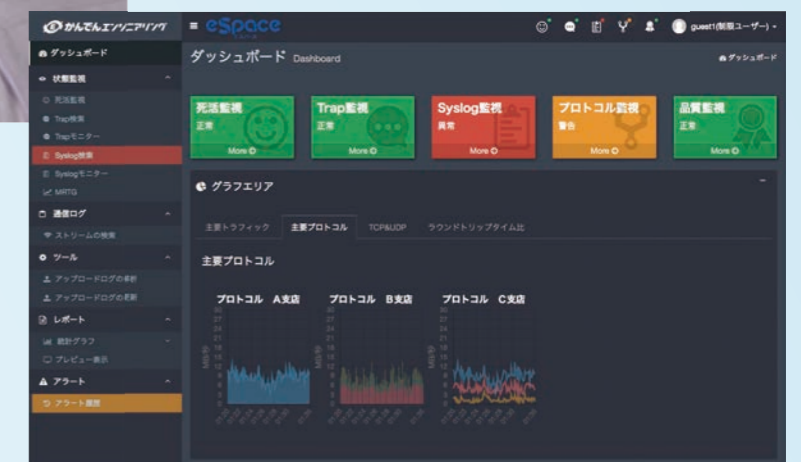 かんでんエンジニアリング
eSpace
guest1(制限ユーザー)
ダッシュボード
ダッシュボード Dashboard
ダッシュボード
状態監視
死活監視
Trap検索
Trapモニター
Syslog検索
Syslogモニター
MRTG
通信ログ
ストリームの検索
ツール
アップロードログの解析
アップロードログの更新
レポート
統計グラフ
プレビュー表示
アラート
アラート履歴
死活監視
正常
More
Trap監視
正常
More
Syslog監視
異常
More
プロトコル監視
警告
More
品質監視
正常
More
グラフエリア
主要トラフィック
主要プロトコル
TCP&UDP
ラウンドトリップタイム比
主要プロトコル
プロトコル A支店
プロトコル B支店
プロトコル C支店